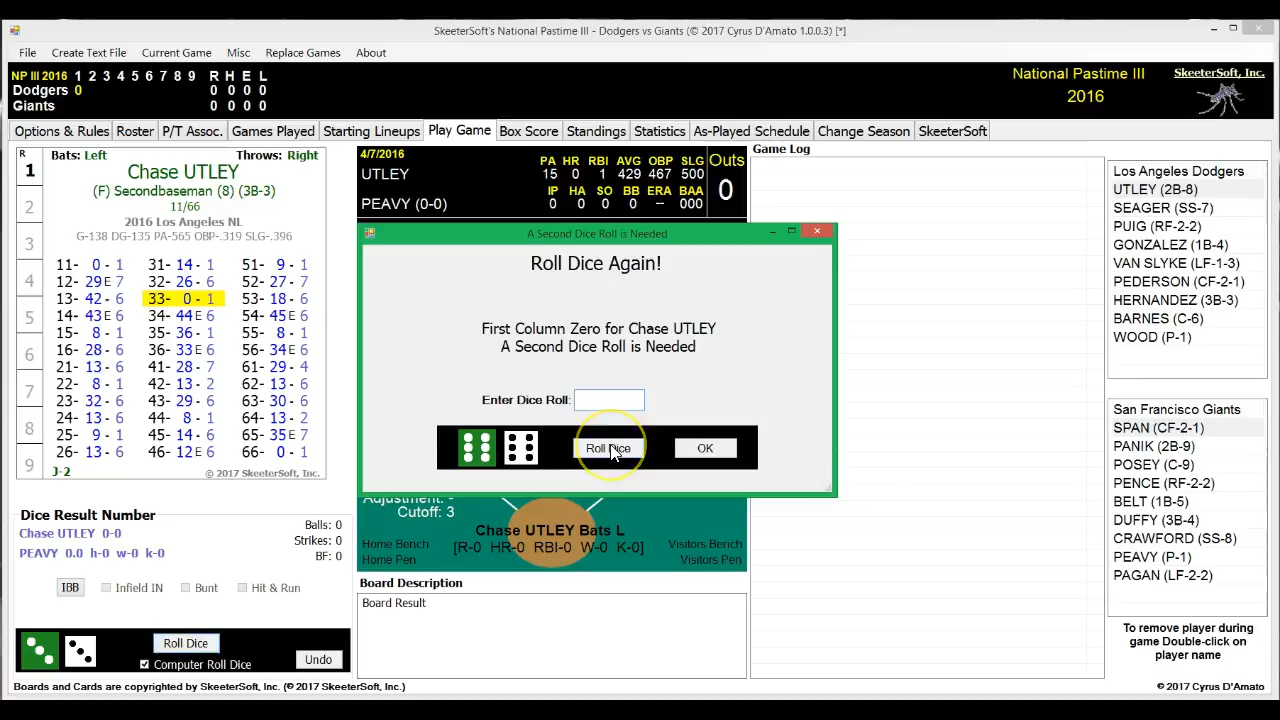 SkeeterSoft's National Pastime III - Dodgers vs Giants (© 2017 Cyrus D'Amato 1.0.0.3) [*]
File Create Text File Current Game Misc Replace Games About
NP III 2016 1 2 3 4 5 6 7 8 9 R H E L
Dodgers 0 0 0 0 0
Giants 0 0 0 0
National Pastime III
2016
SkeeterSoft, Inc.
Options & Rules Roster P/T Assoc. Games Played Starting Lineups Play Game Box Score Standings Statistics As-Played Schedule Change Season SkeeterSoft
R
1
2
3
4
5
6
7
8
9
Bats: Left Throws: Right
Chase UTLEY
(F) Secondbaseman (8) (3B-3)
11/66
2016 Los Angeles NL
G-138 DG-135 PA-565 OBP-.319 SLG-.396
11- 0 - 1 31- 14 - 1 51- 9 - 1
12- 29 E 7 32- 26 - 6 52- 27 - 7
13- 42 - 6 33- 0 - 1 53- 18 - 6
14- 43 E 6 34- 44 E 6 54- 45 E 6
15- 8 - 1 35- 36 - 1 55- 8 - 1
16- 28 - 6 36- 33 E 6 56- 34 E 6
21- 13 - 6 41- 28 - 7 61- 29 - 4
22- 8 - 1 42- 13 - 2 62- 13 - 6
23- 32 - 6 43- 29 - 6 63- 30 - 6
24- 13 - 6 44- 8 - 1 64- 13 - 2
25- 9 - 1 45- 14 - 6 65- 35 E 7
26- 13 - 6 46- 12 E 6 66- 0 - 1
J-2 © 2017 SkeeterSoft, Inc.
Dice Result Number
Chase UTLEY 0-0
PEAVY 0.0 h-0 w-0 k-0
Balls: 0
Strikes: 0
BF: 0
IBB Infield IN Bunt Hit & Run
Roll Dice
Computer Roll Dice
Undo
Boards and Cards are copyrighted by SkeeterSoft, Inc. (© 2017 SkeeterSoft, Inc.)
4/7/2016
PA HR RBI AVG OBP SLG
UTLEY 15 0 1 429 467 500
IP HA SO BB ERA BAA
PEAVY (0-0) 0 0 0 0 -- 000
Outs
0
A Second Dice Roll is Needed
Roll Dice Again!
First Column Zero for Chase UTLEY
A Second Dice Roll is Needed
Enter Dice Roll:
Roll Dice OK
Adjustment: -
Cutoff: 3
Chase UTLEY Bats L
[R-0 HR-0 RBI-0 W-0 K-0]
Home Bench
Home Pen
Visitors Bench
Visitors Pen
Board Description
Board Result
Game Log
Los Angeles Dodgers
UTLEY (2B-8)
SEAGER (SS-7)
PUIG (RF-2-2)
GONZALEZ (1B-4)
VAN SLYKE (LF-1-3)
PEDERSON (CF-2-1)
HERNANDEZ (3B-3)
BARNES (C-6)
WOOD (P-1)
San Francisco Giants
SPAN (CF-2-1)
PANIK (2B-9)
POSEY (C-9)
PENCE (RF-2-2)
BELT (1B-5)
DUFFY (3B-4)
CRAWFORD (SS-8)
PEAVY (P-1)
PAGAN (LF-2-2)
To remove player during
game Double-click on
player name
© 2017 Cyrus D'Amato